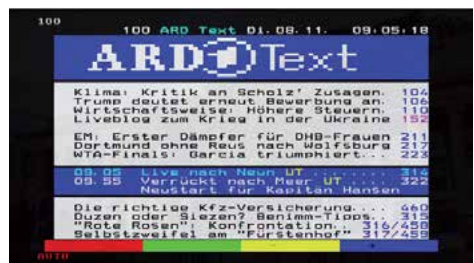 100
100 ARD Text Di.08.11. 09:05:18
ARD Text
Klima: Kritik an Scholz' Zusagen. 104
Trump deutet erneut Bewerbung an. 106
Wirtschaftsweise: Höhere Steuern. 110
Liveblog zum Krieg in der Ukraine 152
EM: Erster Dämpfer für DHB-Frauen 211
Dortmund ohne Reus nach Wolfsburg 217
WTA-Finals: Garcia triumphiert... 223
09.05 Live nach Neun UT ....... 314
09.55 Verrückt nach Meer UT ..... 322
Neustart für Kapitän Hansen
Die richtige Kfz-Versicherung.... 460
Duzen oder Siezen? Benimm-Tipps.. 315
"Rote Rosen": Konfrontation.. 316/458
Selbstzweifel am "Fürstenhof" 317/459
AUTO